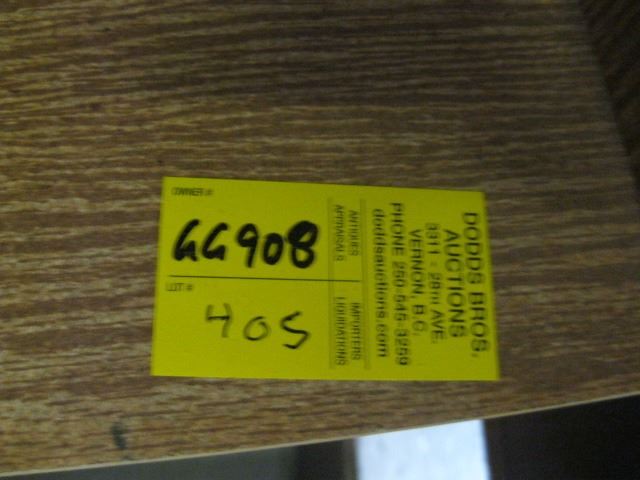 DODDS BROS.
AUCTIONS
3311 - 28TH AVE.
VERNON, B.C.
PHONE 250-545-3259
doddsauctions.com
ANTIQUES IMPORTERS
APPRAISALS LIQUIDATIONS
OWNER #
GG908
LOT #
405